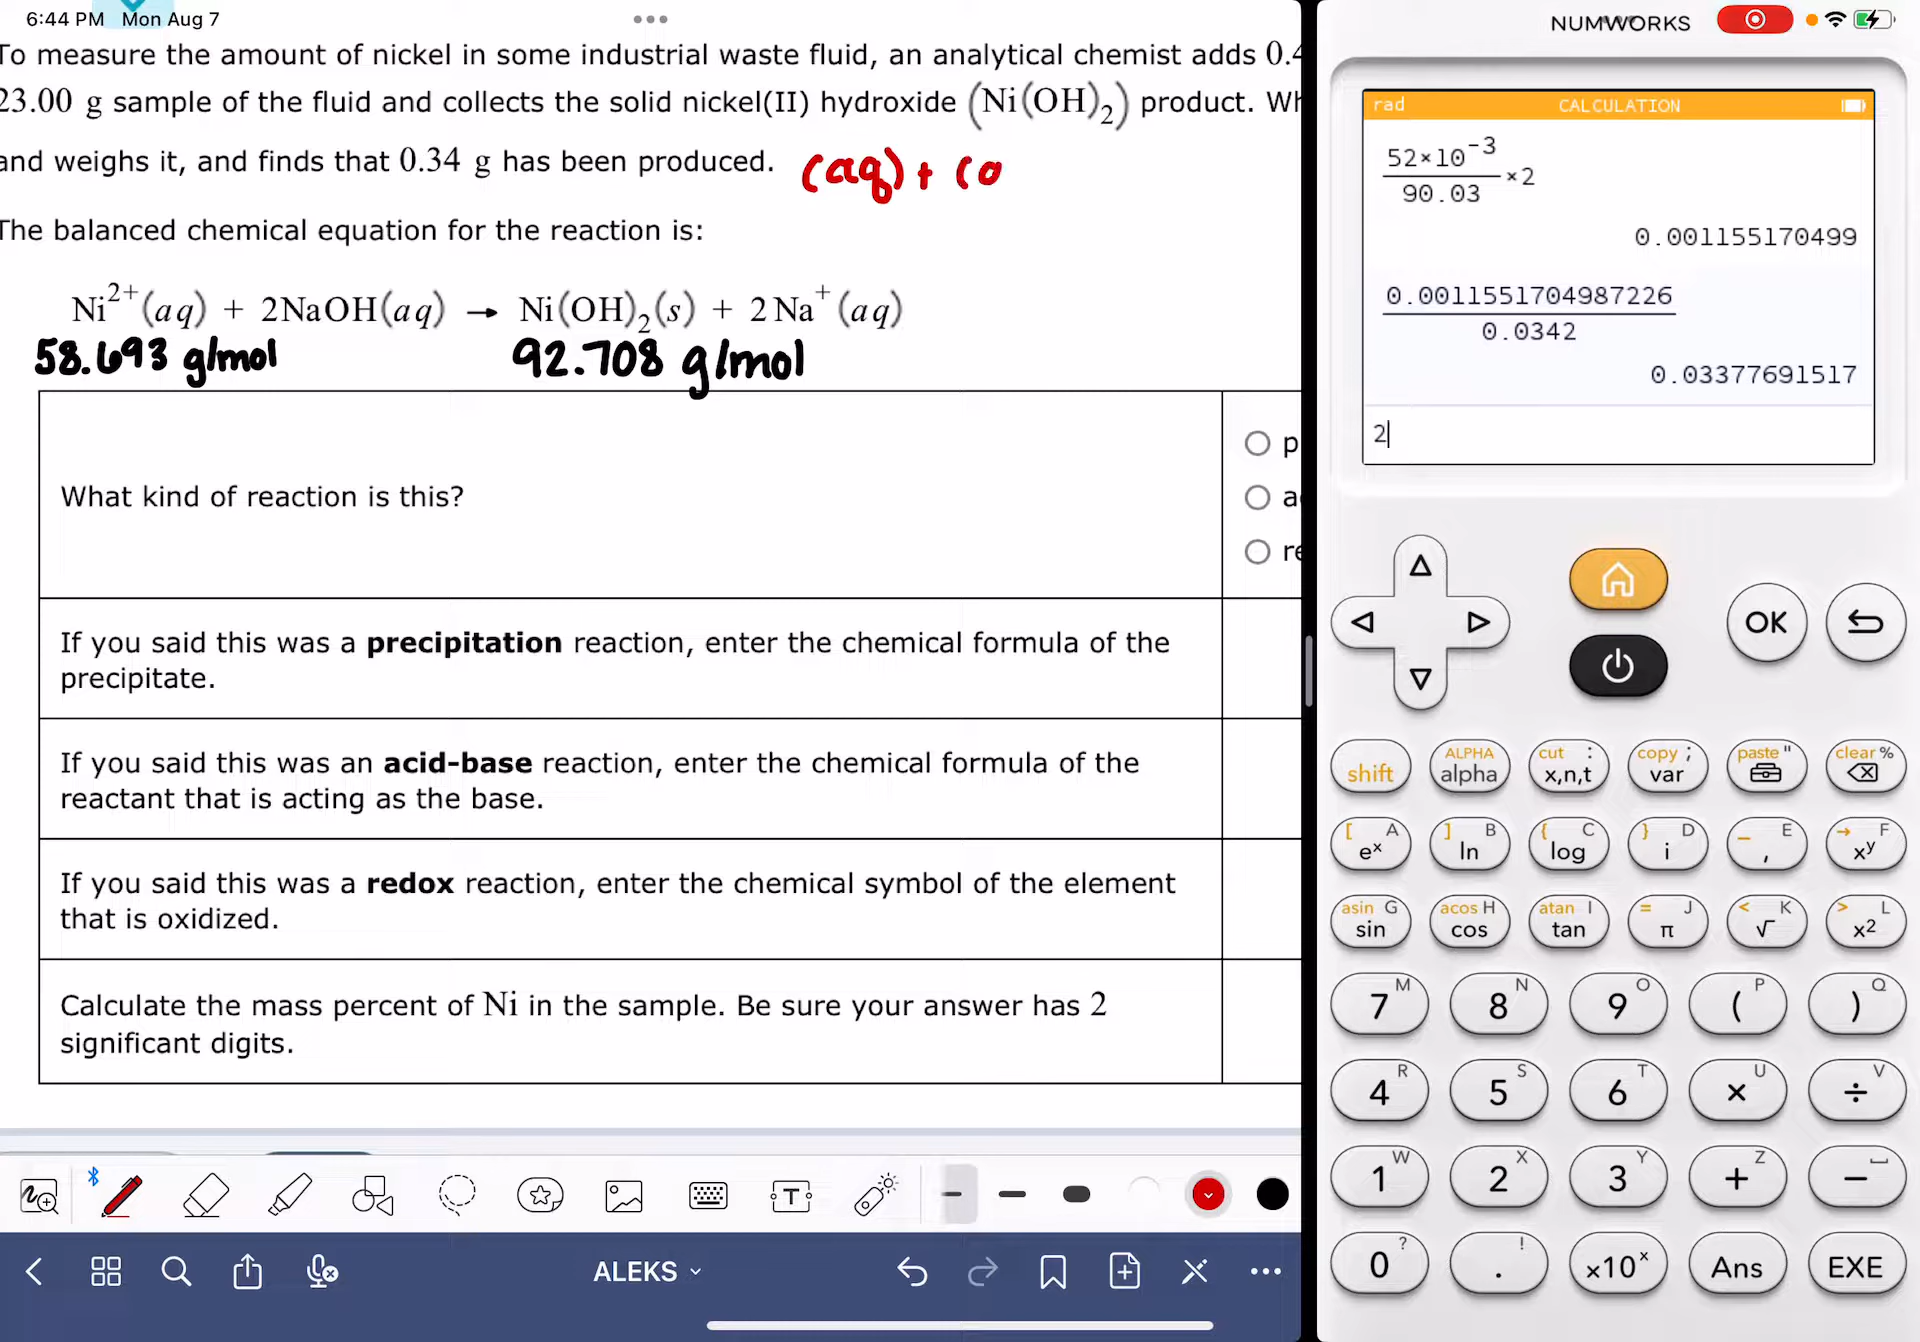 6:44 PM Mon Aug 7
To measure the amount of nickel in some industrial waste fluid, an analytical chemist adds 0.4
23.00 g sample of the fluid and collects the solid nickel(II) hydroxide (Ni(OH)₂) product. Wh
and weighs it, and finds that 0.34 g has been produced. (aq) + (a
The balanced chemical equation for the reaction is:
Ni²⁺(aq) + 2NaOH(aq) → Ni(OH)₂(s) + 2 Na⁺(aq)
58.693 g/mol 92.708 g/mol
What kind of reaction is this?
p
a
re
If you said this was a precipitation reaction, enter the chemical formula of the
precipitate.
If you said this was an acid-base reaction, enter the chemical formula of the
reactant that is acting as the base.
If you said this was a redox reaction, enter the chemical symbol of the element
that is oxidized.
Calculate the mass percent of Ni in the sample. Be sure your answer has 2
significant digits.
T
ALEKS
NUMWORKS
rad CALCULATION
52×10⁻³
90.03
×2
0.001155170499
0.0011551704987226
0.0342
0.03377691517
2
OK
ALPHA cut : copy ; paste " clear %
shift alpha x,n,t var
[ A ] B { C } D _ E → F
eˣ ln log i , xʸ
asin G acos H atan I = J < K > L
sin cos tan π √ x²
M N O P Q
7 8 9 ( )
R S T U V
4 5 6 × ÷
W X Y Z
1 2 3 + −
? !
0 . ×10ˣ Ans EXE